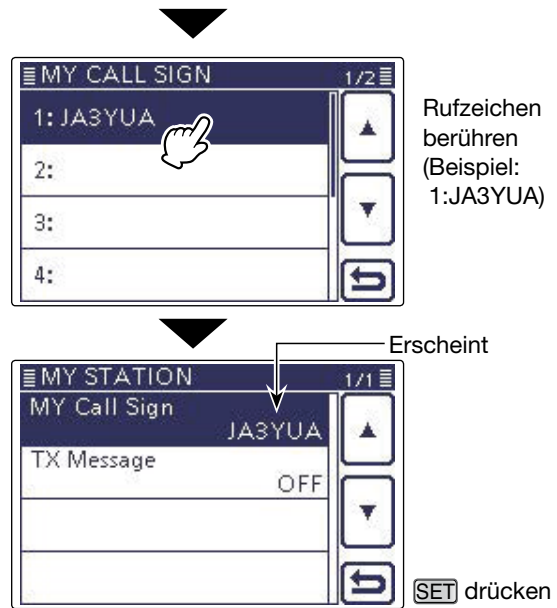 MY CALL SIGN 1/2
1: JA3YUA
2:
3:
4:
Rufzeichen
berühren
(Beispiel:
1:JA3YUA)
Erscheint
MY STATION 1/1
MY Call Sign
JA3YUA
TX Message
OFF
SET drücken